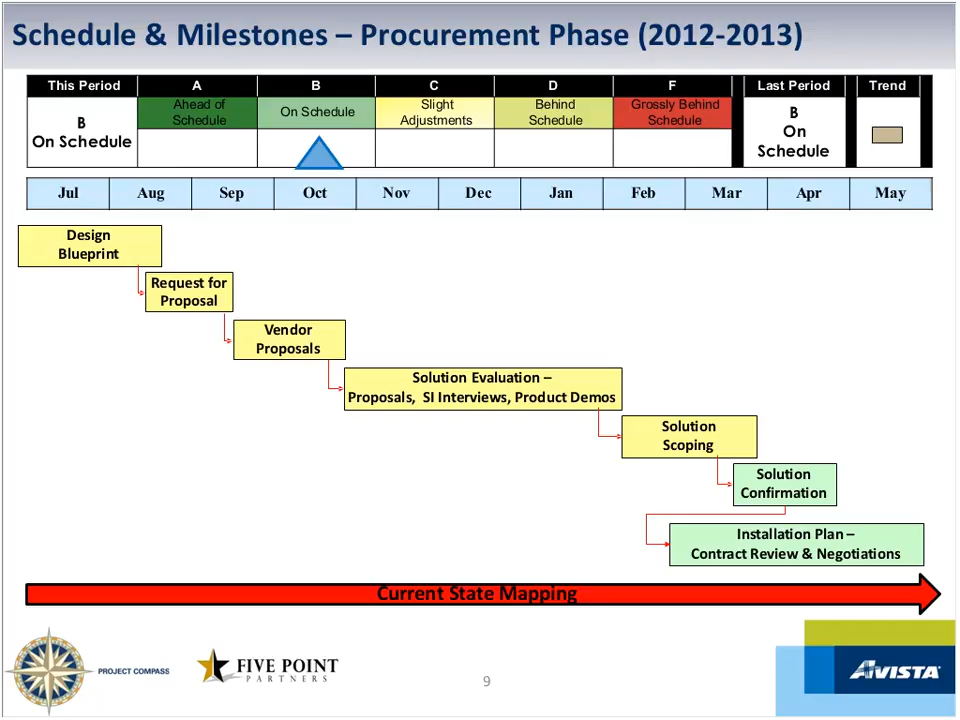 Schedule & Milestones – Procurement Phase (2012-2013)
This Period A B C D F Last Period Trend
B
On Schedule
Ahead of
Schedule
On Schedule
Slight
Adjustments
Behind
Schedule
Grossly Behind
Schedule
B
On
Schedule
Jul Aug Sep Oct Nov Dec Jan Feb Mar Apr May
Design
Blueprint
Request for
Proposal
Vendor
Proposals
Solution Evaluation –
Proposals, SI Interviews, Product Demos
Solution
Scoping
Solution
Confirmation
Installation Plan –
Contract Review & Negotiations
Current State Mapping
PROJECT COMPASS
FIVE POINT
PARTNERS
9
AVISTA